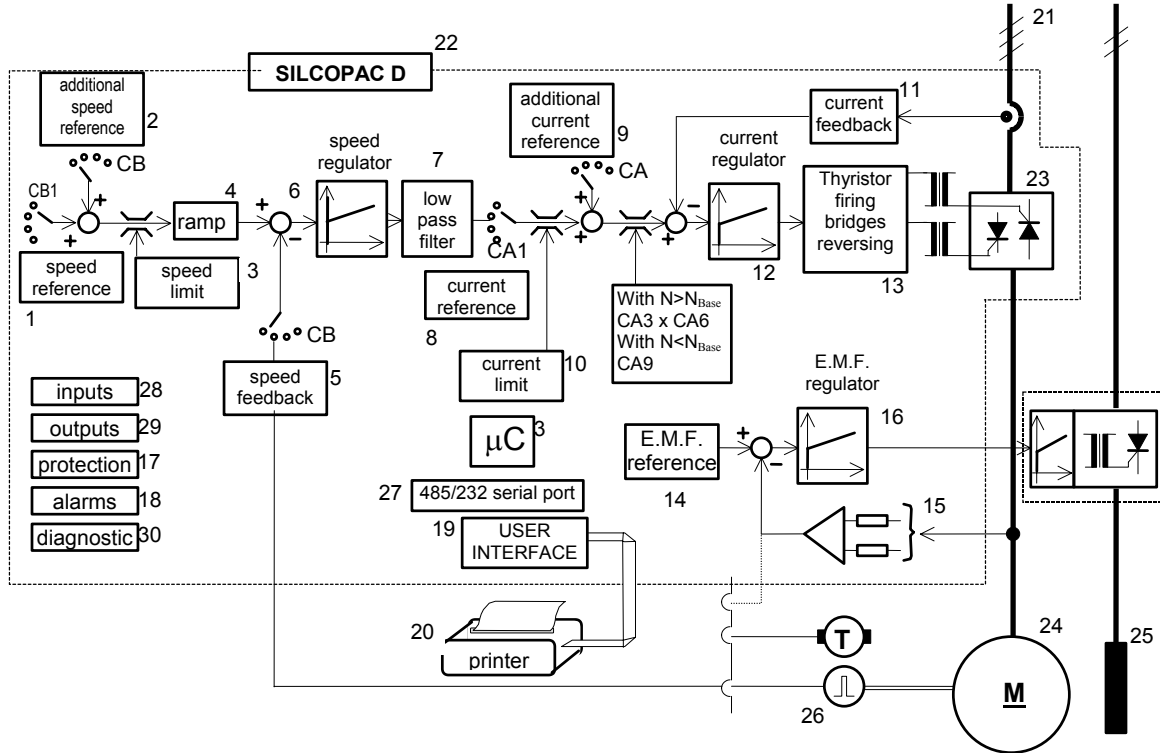 22
21
SILCOPAC D
additional
speed
reference
2
CB
additional
current
reference
9
CA
current
feedback
11
speed
regulator
7
current
regulator
CB1
+
+
4
ramp
+
-
6
low
pass
filter
CA1
+
+
+
-
12
Thyristor
firing
bridges
reversing
13
23
speed
reference
1
speed
limit
3
current
reference
8
With N>NBase
CA3 x CA6
With N<NBase
CA9
CB
speed
feedback
5
current
limit
10
E.M.F.
regulator
16
inputs
28
outputs
29
protection
17
alarms
18
diagnostic
30
µC
3
E.M.F.
reference
14
+
-
27
485/232 serial port
19
USER
INTERFACE
15
20
printer
T
26
24
M
25